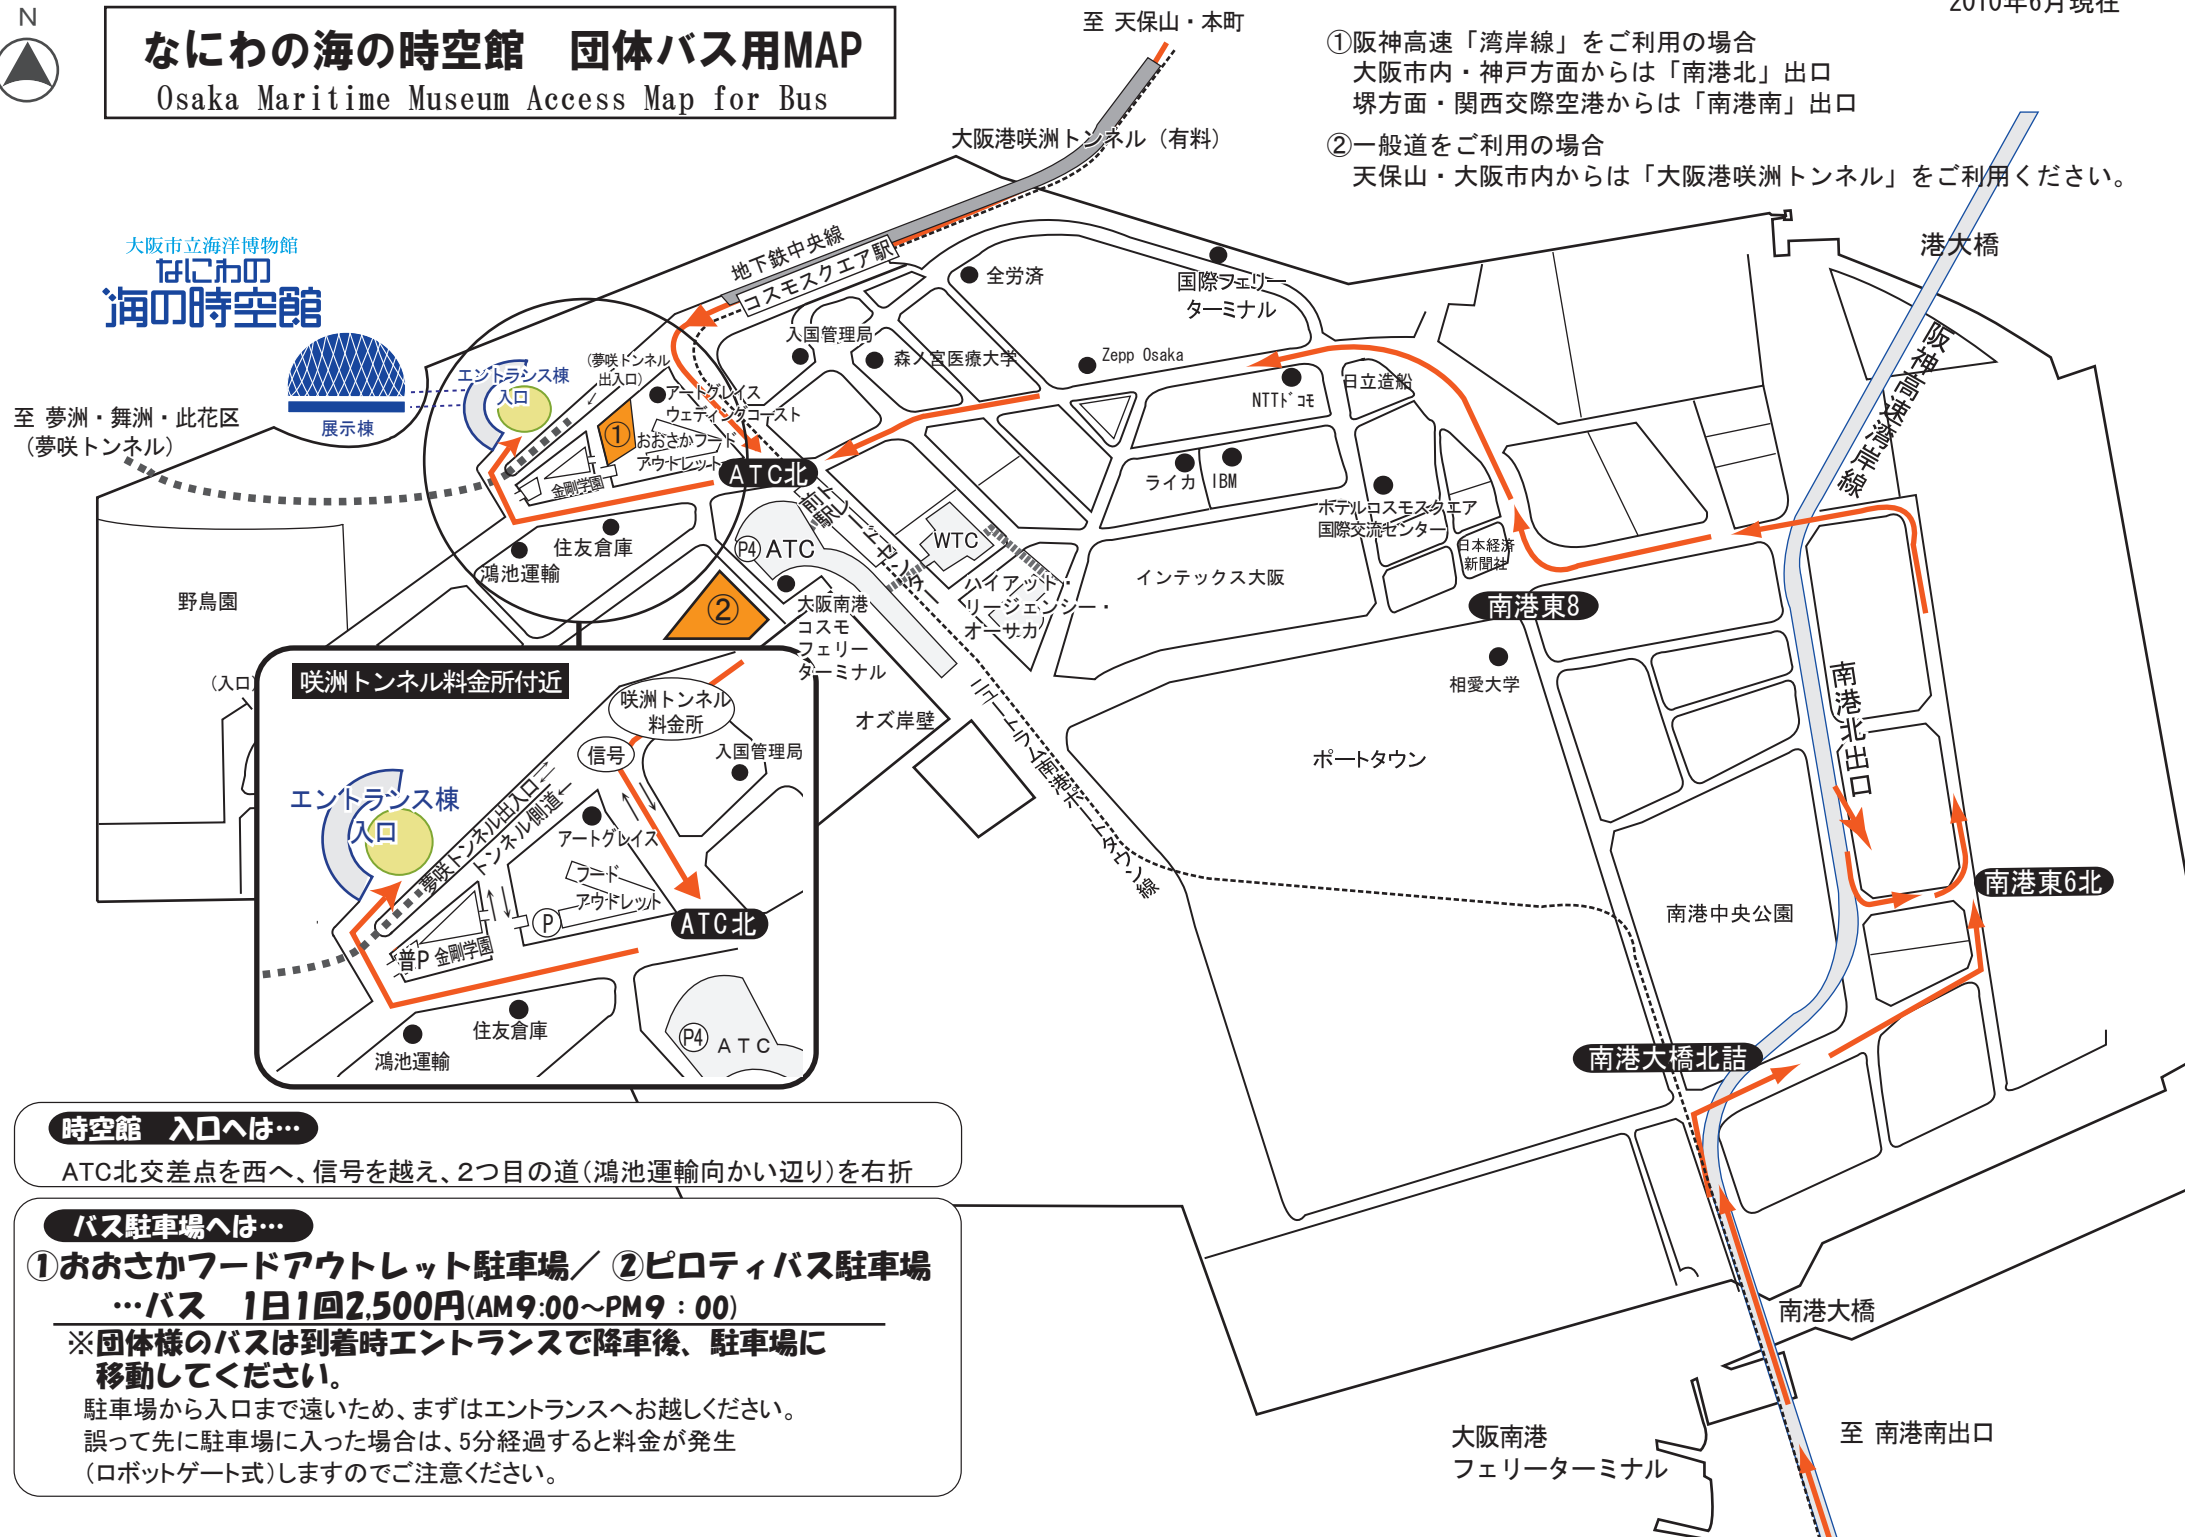 N
なにわの海の時空館　団体バス用MAP
Osaka Maritime Museum Access Map for Bus
2010年6月現在
至 天保山・本町
①阪神高速「湾岸線」をご利用の場合
大阪市内・神戸方面からは「南港北」出口
堺方面・関西交際空港からは「南港南」出口
②一般道をご利用の場合
天保山・大阪市内からは「大阪港咲洲トンネル」をご利用ください。
大阪港咲洲トンネル（有料）
大阪市立海洋博物館
なにわの
海の時空館
展示棟
エントランス棟
入口
至 夢洲・舞洲・此花区
（夢咲トンネル）
地下鉄中央線
コスモスクエア駅
（夢咲トンネル
出入口）
アートグレイス
ウェディングコースト
①
おおさかフード
アウトレット
金剛学園
ATC北
入国管理局
森ノ宮医療大学
全労済
国際フェリー
ターミナル
Zepp Osaka
NTTドコモ
日立造船
ライカ
IBM
ホテルコスモスクエア
国際交流センター
日本経済
新聞社
港大橋
阪神高速湾岸線
住友倉庫
鴻池運輸
野鳥園
（入口）
P4 ATC
トレードセンター
前駅
WTC
ハイアット・
リージェンシー・
オーサカ
インテックス大阪
②
大阪南港
コスモ
フェリー
ターミナル
オズ岸壁
南港東8
相愛大学
ポートタウン
ニュートラム南港ポートタウン線
南港北出口
南港中央公園
南港東6北
南港大橋北詰
南港大橋
至 南港南出口
大阪南港
フェリーターミナル
咲洲トンネル料金所付近
咲洲トンネル
料金所
信号
入国管理局
エントランス棟
入口
夢咲トンネル出入口→
トンネル側道←
アートグレイス
フード
アウトレット
P
ATC北
普P 金剛学園
住友倉庫
鴻池運輸
P4 ATC
時空館　入口へは…
ATC北交差点を西へ、信号を越え、2つ目の道（鴻池運輸向かい辺り）を右折
バス駐車場へは…
①おおさかフードアウトレット駐車場／ ②ピロティバス駐車場
…バス　1日1回2,500円(AM9:00～PM9：00)
※団体様のバスは到着時エントランスで降車後、駐車場に
移動してください。
駐車場から入口まで遠いため、まずはエントランスへお越しください。
誤って先に駐車場に入った場合は、5分経過すると料金が発生
（ロボットゲート式）しますのでご注意ください。